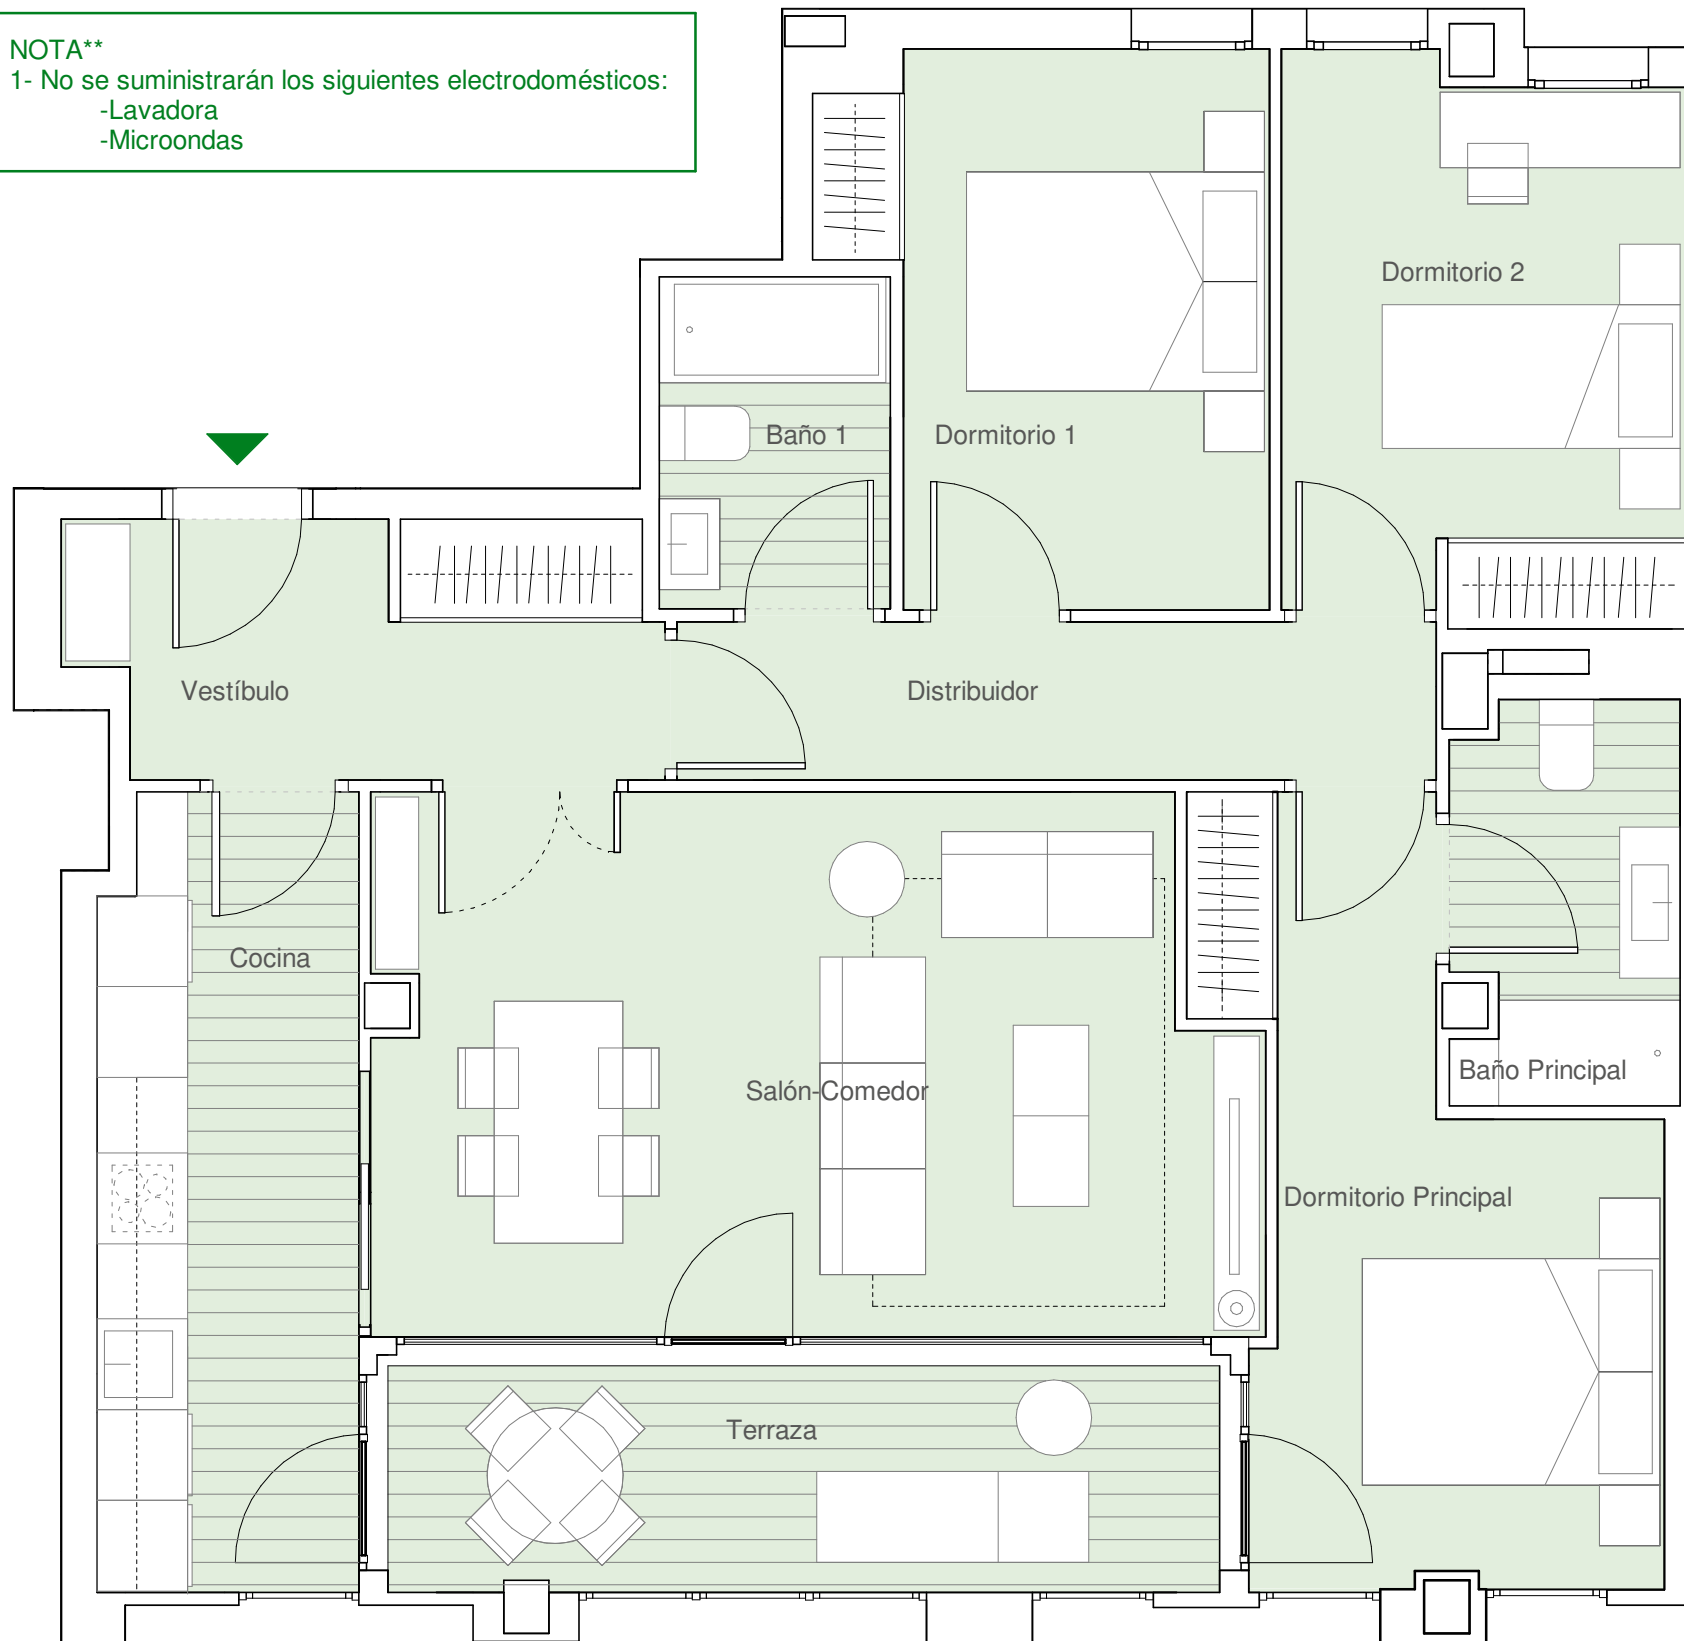 NOTA**
1- No se suministrarán los siguientes electrodomésticos:
-Lavadora
-Microondas
Dormitorio 2
Baño 1
Dormitorio 1
Vestíbulo
Distribuidor
Cocina
Baño Principal
Salón-Comedor
Dormitorio Principal
Terraza